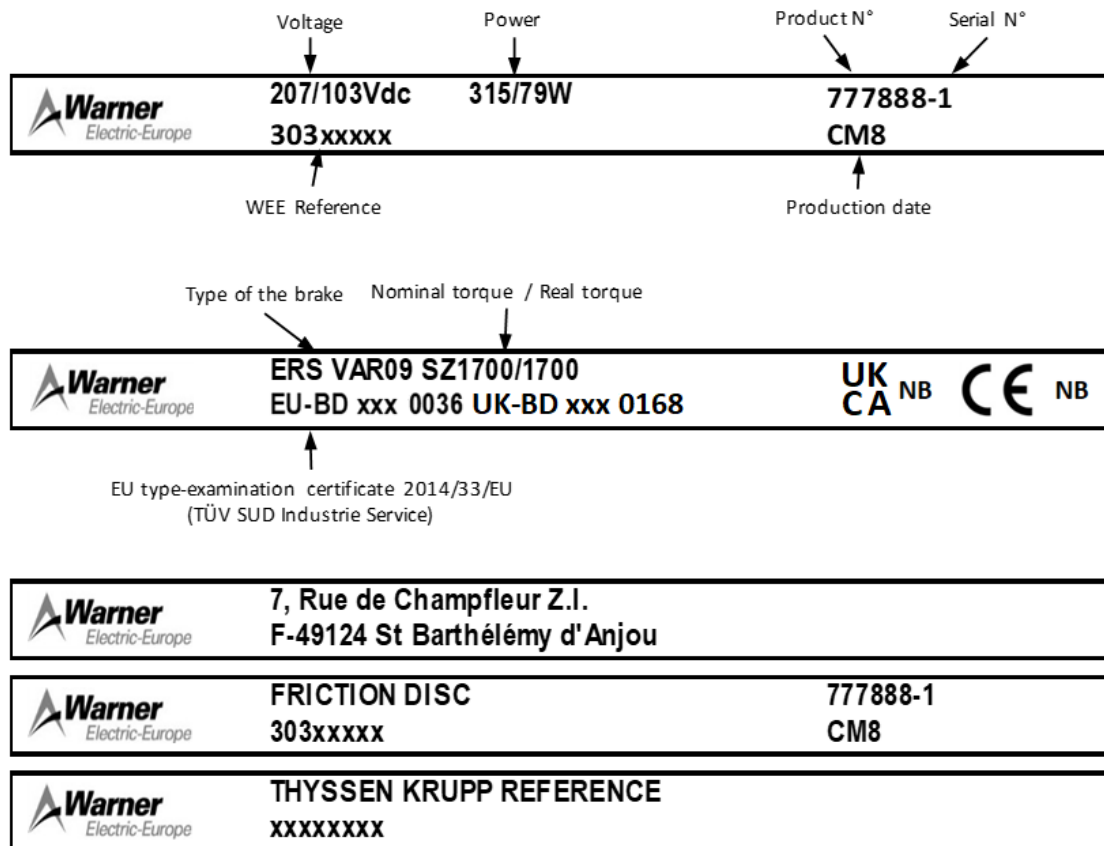 Voltage
Power
Product N°
Serial N°
Warner
Electric-Europe
207/103Vdc 315/79W 777888-1
303xxxxx CM8
WEE Reference
Production date
Type of the brake
Nominal torque / Real torque
Warner
Electric-Europe
ERS VAR09 SZ1700/1700
EU-BD xxx 0036 UK-BD xxx 0168
UK
CA NB CE NB
EU type-examination certificate 2014/33/EU
(TÜV SUD Industrie Service)
Warner
Electric-Europe
7, Rue de Champfleur Z.I.
F-49124 St Barthélémy d'Anjou
Warner
Electric-Europe
FRICTION DISC 777888-1
303xxxxx CM8
Warner
Electric-Europe
THYSSEN KRUPP REFERENCE
xxxxxxxx